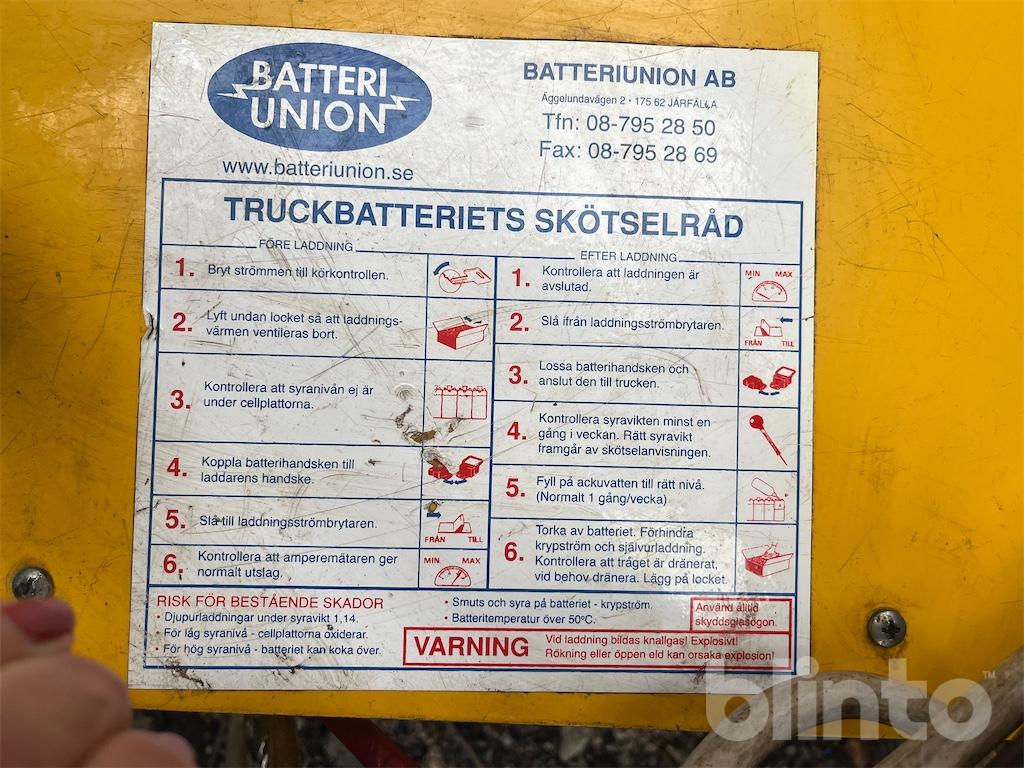 BATTERI
UNION
www.batteriunion.se
BATTERIUNION AB
Äggelundavägen 2 • 175 62 JÄRFÄLLA
Tfn: 08-795 28 50
Fax: 08-795 28 69
TRUCKBATTERIETS SKÖTSELRÅD
FÖRE LADDNING
1. Bryt strömmen till körkontrollen.
2. Lyft undan locket så att laddnings-
värmen ventileras bort.
3. Kontrollera att syranivån ej är
under cellplattorna.
4. Koppla batterihandsken till
laddarens handske.
5. Slå till laddningsströmbrytaren.
FRÅN TILL
6. Kontrollera att amperemätaren ger
normalt utslag.
MIN MAX
EFTER LADDNING
1. Kontrollera att laddningen är
avslutad.
MIN MAX
2. Slå ifrån laddningsströmbrytaren.
FRÅN TILL
3. Lossa batterihandsken och
anslut den till trucken.
4. Kontrollera syravikten minst en
gång i veckan. Rätt syravikt
framgår av skötselanvisningen.
5. Fyll på ackuvatten till rätt nivå.
(Normalt 1 gång/vecka)
6. Torka av batteriet. Förhindra
krypström och självurladdning.
Kontrollera att tråget är dränerat,
vid behov dränera. Lägg på locket.
RISK FÖR BESTÅENDE SKADOR
• Djupurladdningar under syravikt 1,14.
• För låg syranivå - cellplattorna oxiderar.
• För hög syranivå - batteriet kan koka över.
• Smuts och syra på batteriet - krypström.
• Batteritemperatur över 50°C.
Använd alltid
skyddsglasögon.
VARNING
Vid laddning bildas knallgas! Explosivt!
Rökning eller öppen eld kan orsaka explosion!
blinto™